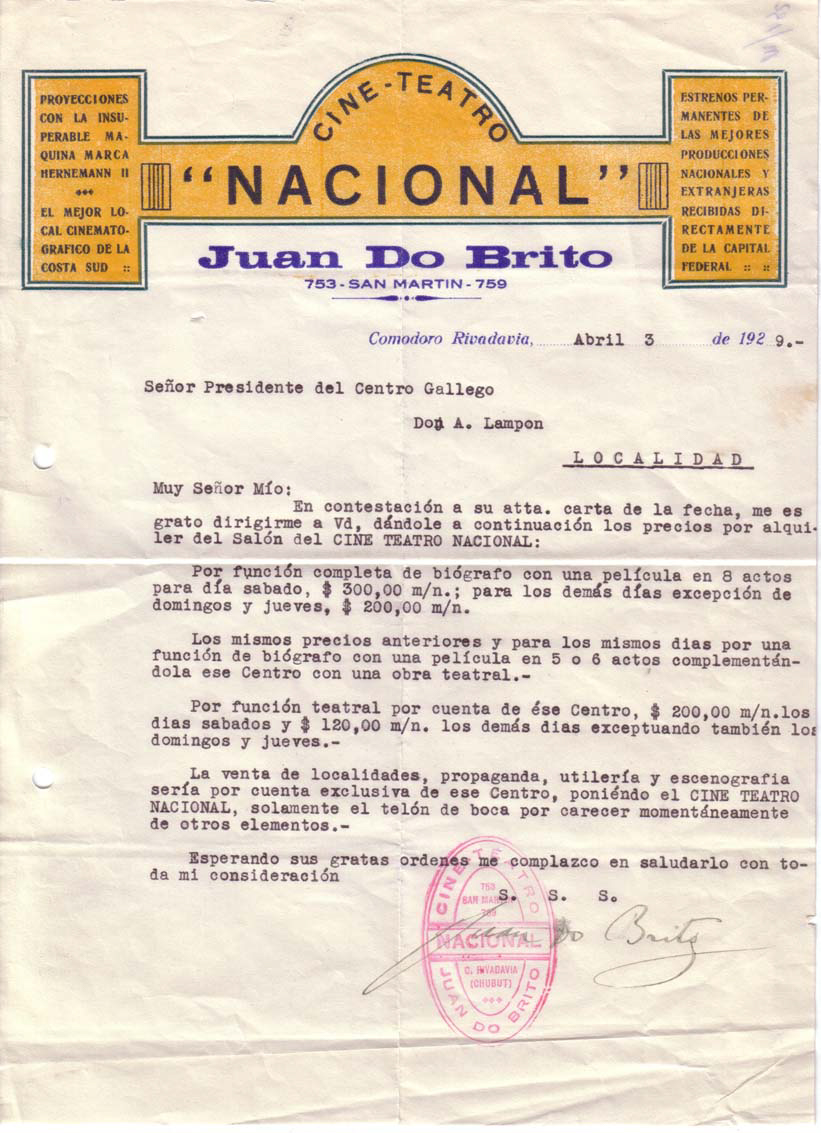 PROYECCIONES
CON LA INSU-
PERABLE MA-
QUINA MARCA
HERNEMANN II
EL MEJOR LO-
CAL CINEMATO-
GRAFICO DE LA
COSTA SUD ::
CINE-TEATRO
"NACIONAL"
ESTRENOS PER-
MANENTES DE
LAS MEJORES
PRODUCCIONES
NACIONALES Y
EXTRANJERAS
RECIBIDAS DI-
RECTAMENTE
DE LA CAPITAL
FEDERAL :: ::
Juan Do Brito
753-SAN MARTIN-759
Comodoro Rivadavia, Abril 3 de 1929.-
Señor Presidente del Centro Gallego
Don A. Lampon
LOCALIDAD
Muy Señor Mío:
En contestación a su atta. carta de la fecha, me es
grato dirigirme a Vd, dándole a continuación los precios por alqui-
ler del Salón del CINE TEATRO NACIONAL:
Por función completa de biógrafo con una película en 8 actos
para día sabado, $ 300,00 m/n.; para los demás días excepción de
domingos y jueves, $ 200,00 m/n.
Los mismos precios anteriores y para los mismos dias por una
función de biógrafo con una película en 5 o 6 actos complementán-
dola ese Centro con una obra teatral.-
Por función teatral por cuenta de ése Centro, $ 200,00 m/n.los
dias sabados y $ 120,00 m/n. los demás dias exceptuando también los
domingos y jueves.-
La venta de localidades, propaganda, utilería y escenografia
sería por cuenta exclusiva de ese Centro, poniéndo el CINE TEATRO
NACIONAL, solamente el telón de boca por carecer momentáneamente
de otros elementos.-
Esperando sus gratas ordenes me complazco en saludarlo con to-
da mi consideración
S. S. S.
Juan Do Brito
CINE TEATRO
753
SAN MARTIN
759
NACIONAL
C. RIVADAVIA
(CHUBUT)
JUAN DO BRITO